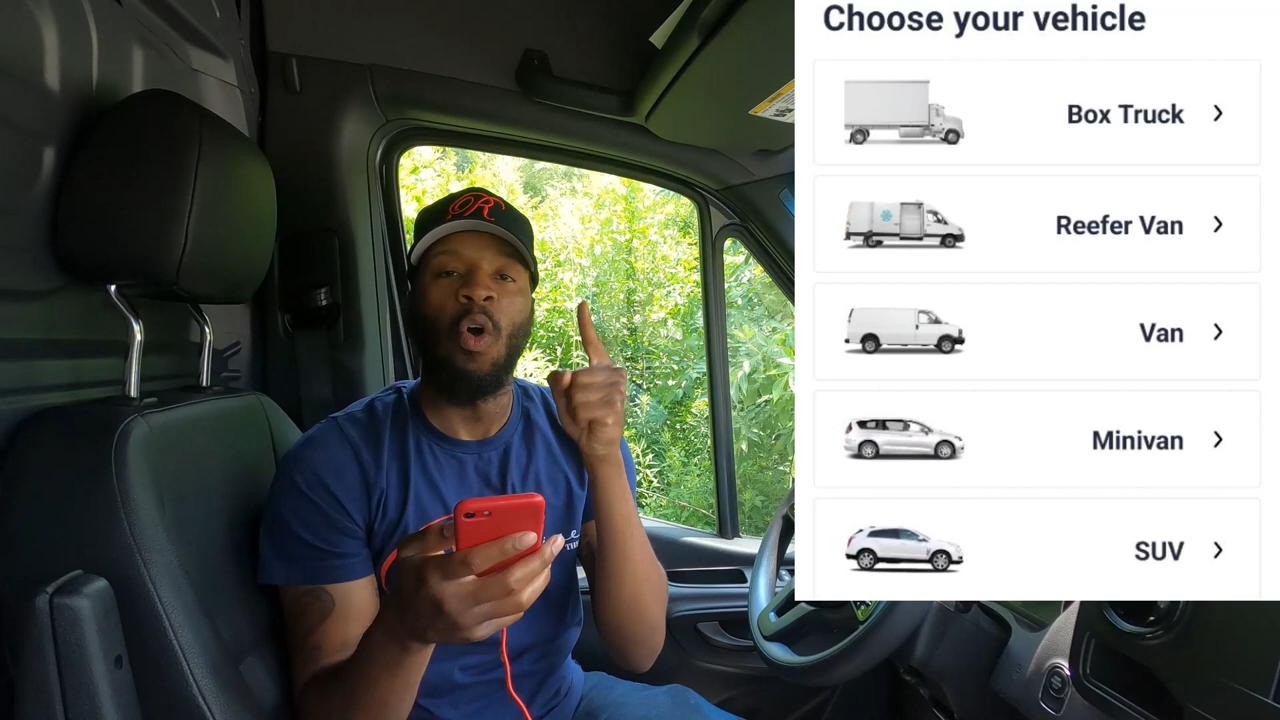 Choose your vehicle
Box Truck
Reefer Van
Van
Minivan
SUV
R